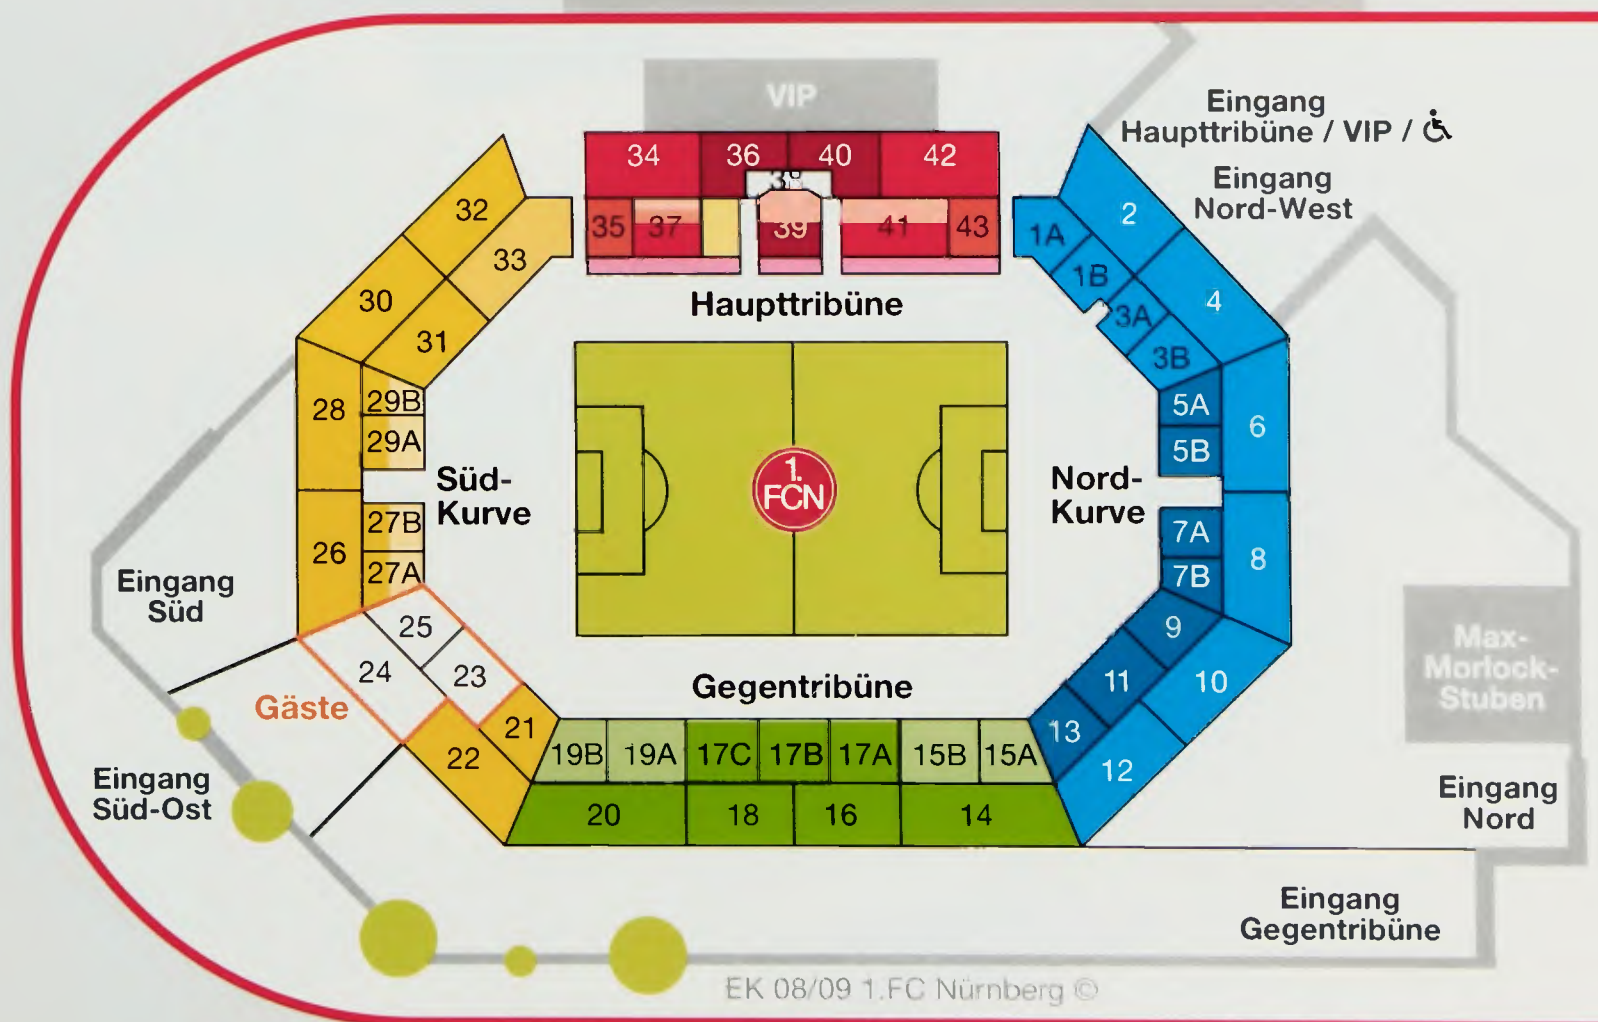 VIP
Eingang
Haupttribüne / VIP /
Eingang
Nord-West
34
36
40
42
35
37
39
41
43
32
33
30
31
28
29B
29A
27B
27A
26
25
24
23
22
21
2
1A
1B
3A
3B
4
5A
5B
6
7A
7B
8
9
10
11
12
13
Haupttribüne
Süd-
Kurve
1.
FCN
Nord-
Kurve
Gegentribüne
19B
19A
17C
17B
17A
15B
15A
20
18
16
14
Eingang
Süd
Gäste
Eingang
Süd-Ost
Max-
Morlock-
Stuben
Eingang
Nord
Eingang
Gegentribüne
EK 08/09 1.FC Nürnberg ©